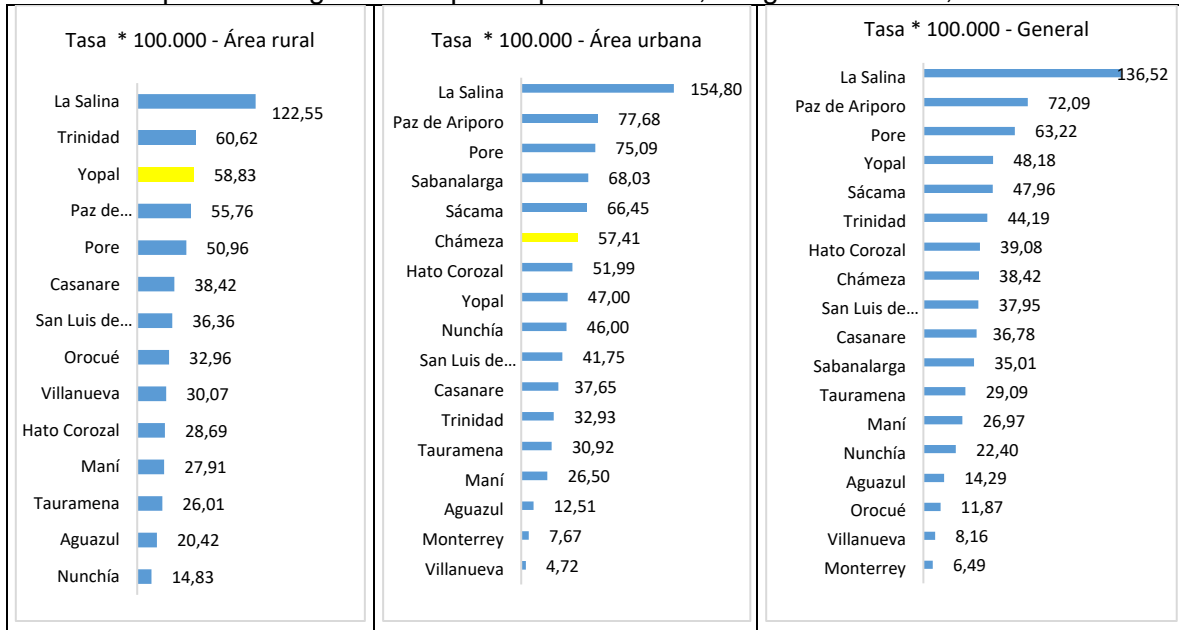 Tasa * 100.000 - Área rural
La Salina 122,55
Trinidad 60,62
Yopal 58,83
Paz de... 55,76
Pore 50,96
Casanare 38,42
San Luis de... 36,36
Orocué 32,96
Villanueva 30,07
Hato Corozal 28,69
Maní 27,91
Tauramena 26,01
Aguazul 20,42
Nunchía 14,83
Tasa * 100.000 - Área urbana
La Salina 154,80
Paz de Ariporo 77,68
Pore 75,09
Sabanalarga 68,03
Sácama 66,45
Chámeza 57,41
Hato Corozal 51,99
Yopal 47,00
Nunchía 46,00
San Luis de... 41,75
Casanare 37,65
Trinidad 32,93
Tauramena 30,92
Maní 26,50
Aguazul 12,51
Monterrey 7,67
Villanueva 4,72
Tasa * 100.000 - General
La Salina 136,52
Paz de Ariporo 72,09
Pore 63,22
Yopal 48,18
Sácama 47,96
Trinidad 44,19
Hato Corozal 39,08
Chámeza 38,42
San Luis de... 37,95
Casanare 36,78
Sabanalarga 35,01
Tauramena 29,09
Maní 26,97
Nunchía 22,40
Aguazul 14,29
Orocué 11,87
Villanueva 8,16
Monterrey 6,49